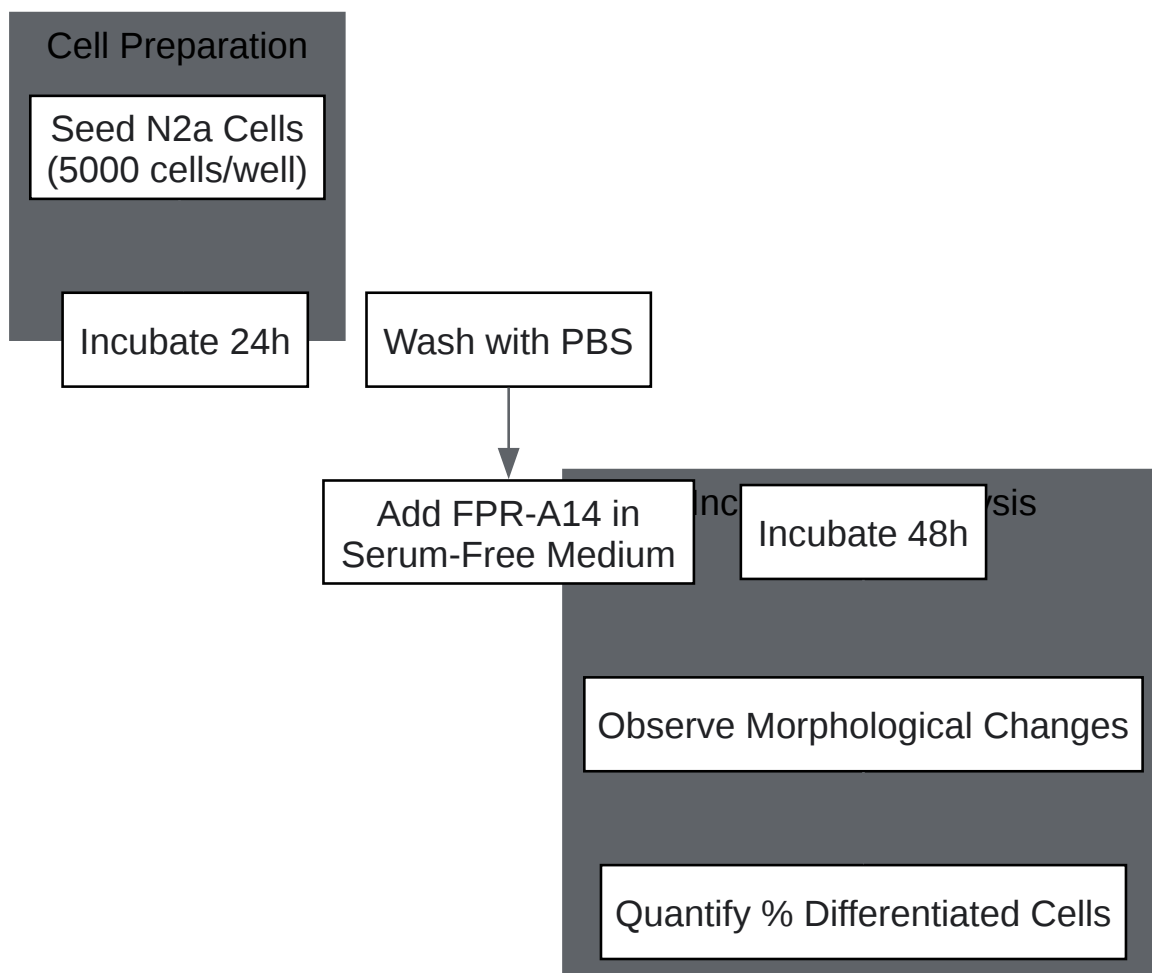 Cell Preparation
Seed N2a Cells
(5000 cells/well)
Incubate 24h
Wash with PBS
Add FPR-A14 in
Serum-Free Medium
Incubate 48h
Observe Morphological Changes
Quantify % Differentiated Cells